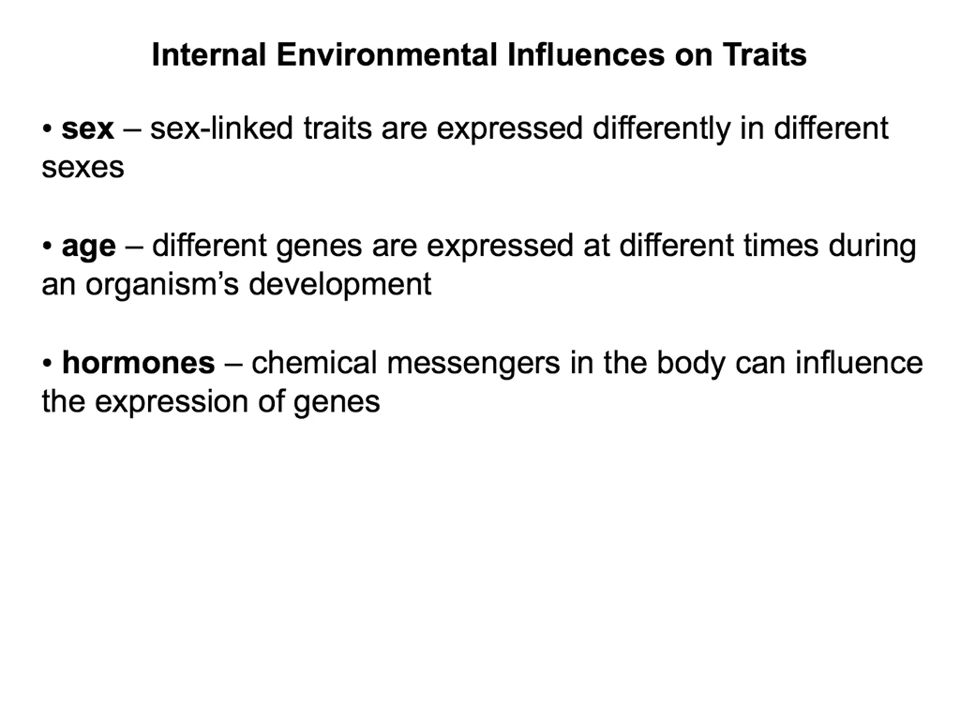 Internal Environmental Influences on Traits
• sex – sex-linked traits are expressed differently in different
sexes
• age – different genes are expressed at different times during
an organism’s development
• hormones – chemical messengers in the body can influence
the expression of genes